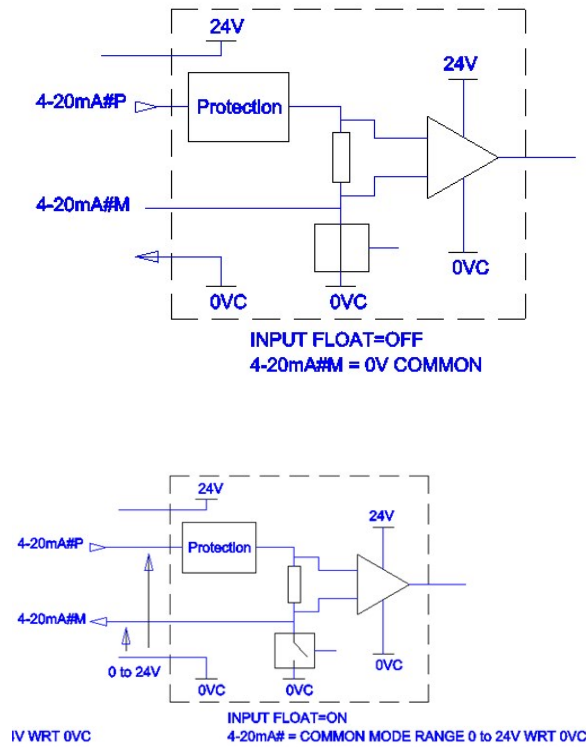 24V
24V
4-20mA#P
Protection
4-20mA#M
0VC
0VC
0VC
INPUT FLOAT=OFF
4-20mA#M = 0V COMMON
24V
24V
4-20mA#P
Protection
4-20mA#M
0 to 24V
0VC
0VC
0VC
INPUT FLOAT=ON
V WRT 0VC
4-20mA# = COMMON MODE RANGE 0 to 24V WRT 0VC